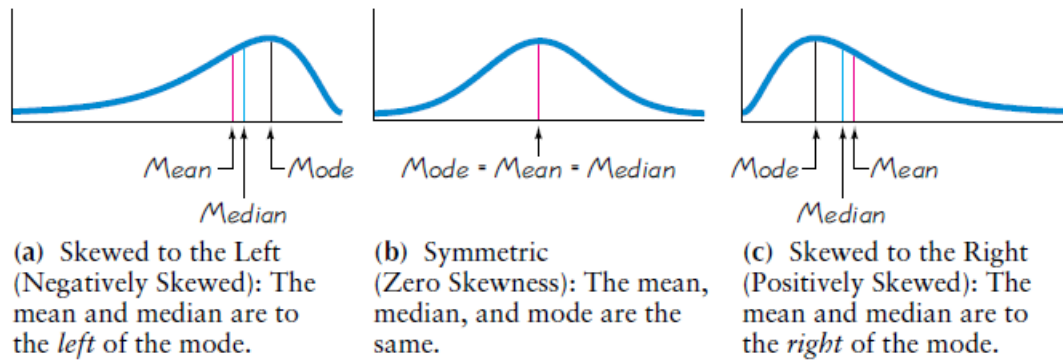 Mean
Mode
Median
Mode = Mean = Median
Mode
Mean
Median
(a) Skewed to the Left
(Negatively Skewed): The
mean and median are to
the left of the mode.
(b) Symmetric
(Zero Skewness): The mean,
median, and mode are the
same.
(c) Skewed to the Right
(Positively Skewed): The
mean and median are to
the right of the mode.